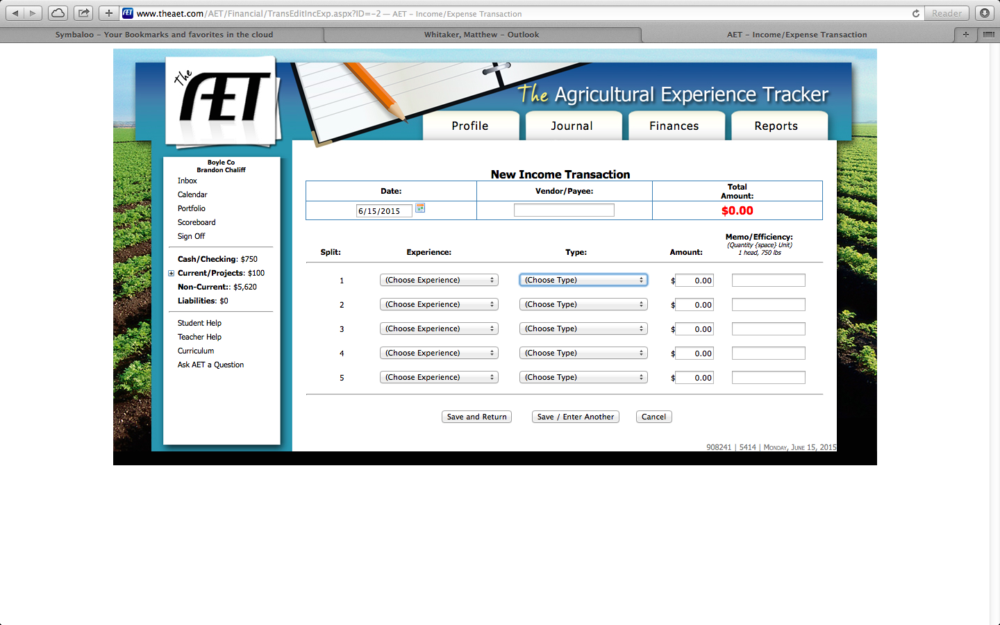 www.theaet.com/AET/Financial/TransEditIncExp.aspx?ID=-2 — AET - Income/Expense Transaction
Reader
Symbaloo - Your Bookmarks and favorites in the cloud
Whitaker, Matthew - Outlook
AET - Income/Expense Transaction
The AET
The Agricultural Experience Tracker
Profile
Journal
Finances
Reports
Boyle Co
Brandon Chaliff
Inbox
Calendar
Portfolio
Scoreboard
Sign Off
Cash/Checking: $750
Current/Projects: $100
Non-Current:: $5,620
Liabilities: $0
Student Help
Teacher Help
Curriculum
Ask AET a Question
New Income Transaction
Date: Vendor/Payee: Total Amount:
6/15/2015 $0.00
Split: Experience: Type: Amount: Memo/Efficiency:
(Quantity {space} Unit)
1 head, 750 lbs
1 (Choose Experience) (Choose Type) $ 0.00
2 (Choose Experience) (Choose Type) $ 0.00
3 (Choose Experience) (Choose Type) $ 0.00
4 (Choose Experience) (Choose Type) $ 0.00
5 (Choose Experience) (Choose Type) $ 0.00
Save and Return Save / Enter Another Cancel
908241 | 5414 | Monday, June 15, 2015